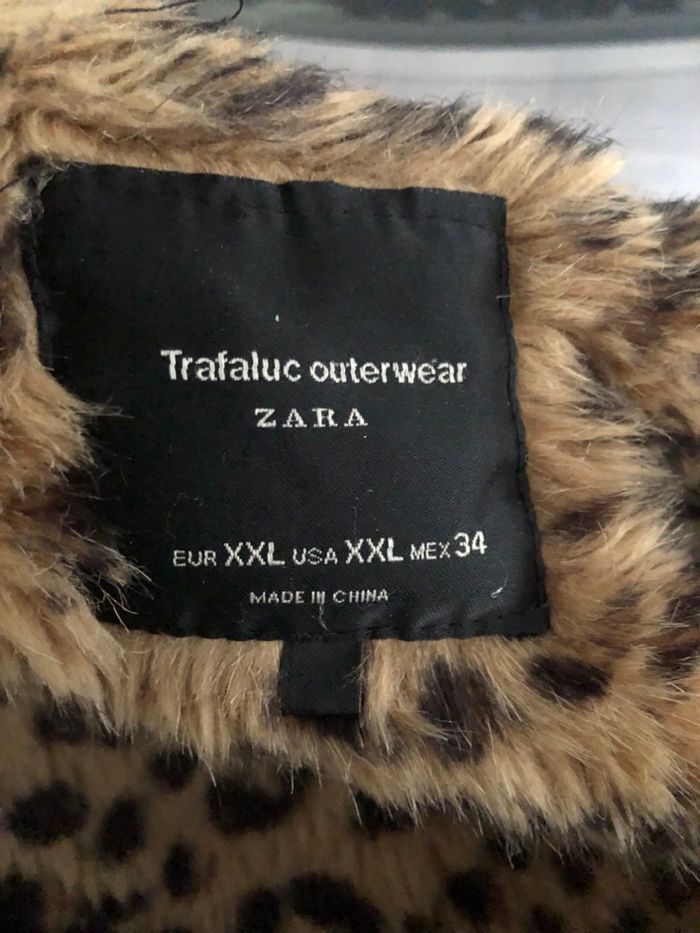 Trafaluc outerwear
ZARA
EUR XXL USA XXL MEX 34
MADE IN CHINA